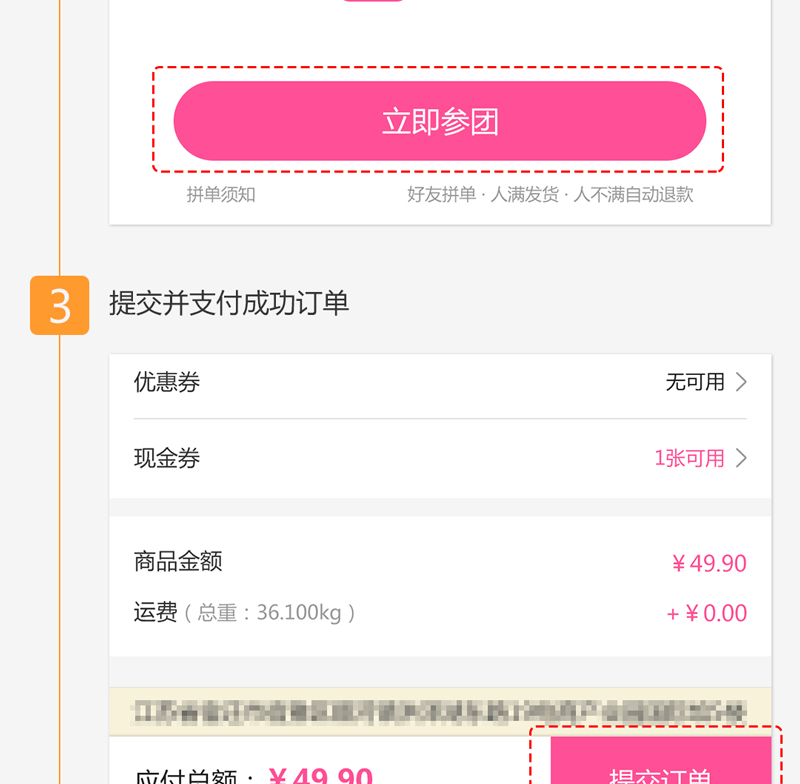 立即参团
拼单须知 好友拼单 · 人满发货 · 人不满自动退款
3 提交并支付成功订单
优惠券 无可用
现金券 1张可用
商品金额 ¥49.90
运费 ( 总重 : 36.100kg ) + ¥0.00
应付总额 : ¥49.90 提交订单